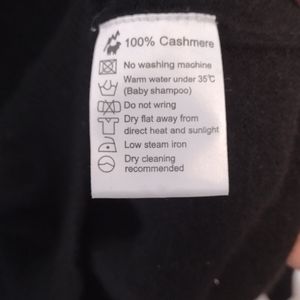 100% Cashmere
No washing machine
Warm water under 35℃
(Baby shampoo)
Do not wring
Dry flat away from
direct heat and sunlight
Low steam iron
Dry cleaning
recommended